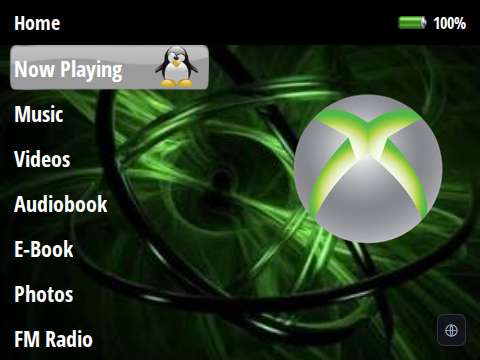 Home
100%
Now Playing
Music
Videos
Audiobook
E-Book
Photos
FM Radio